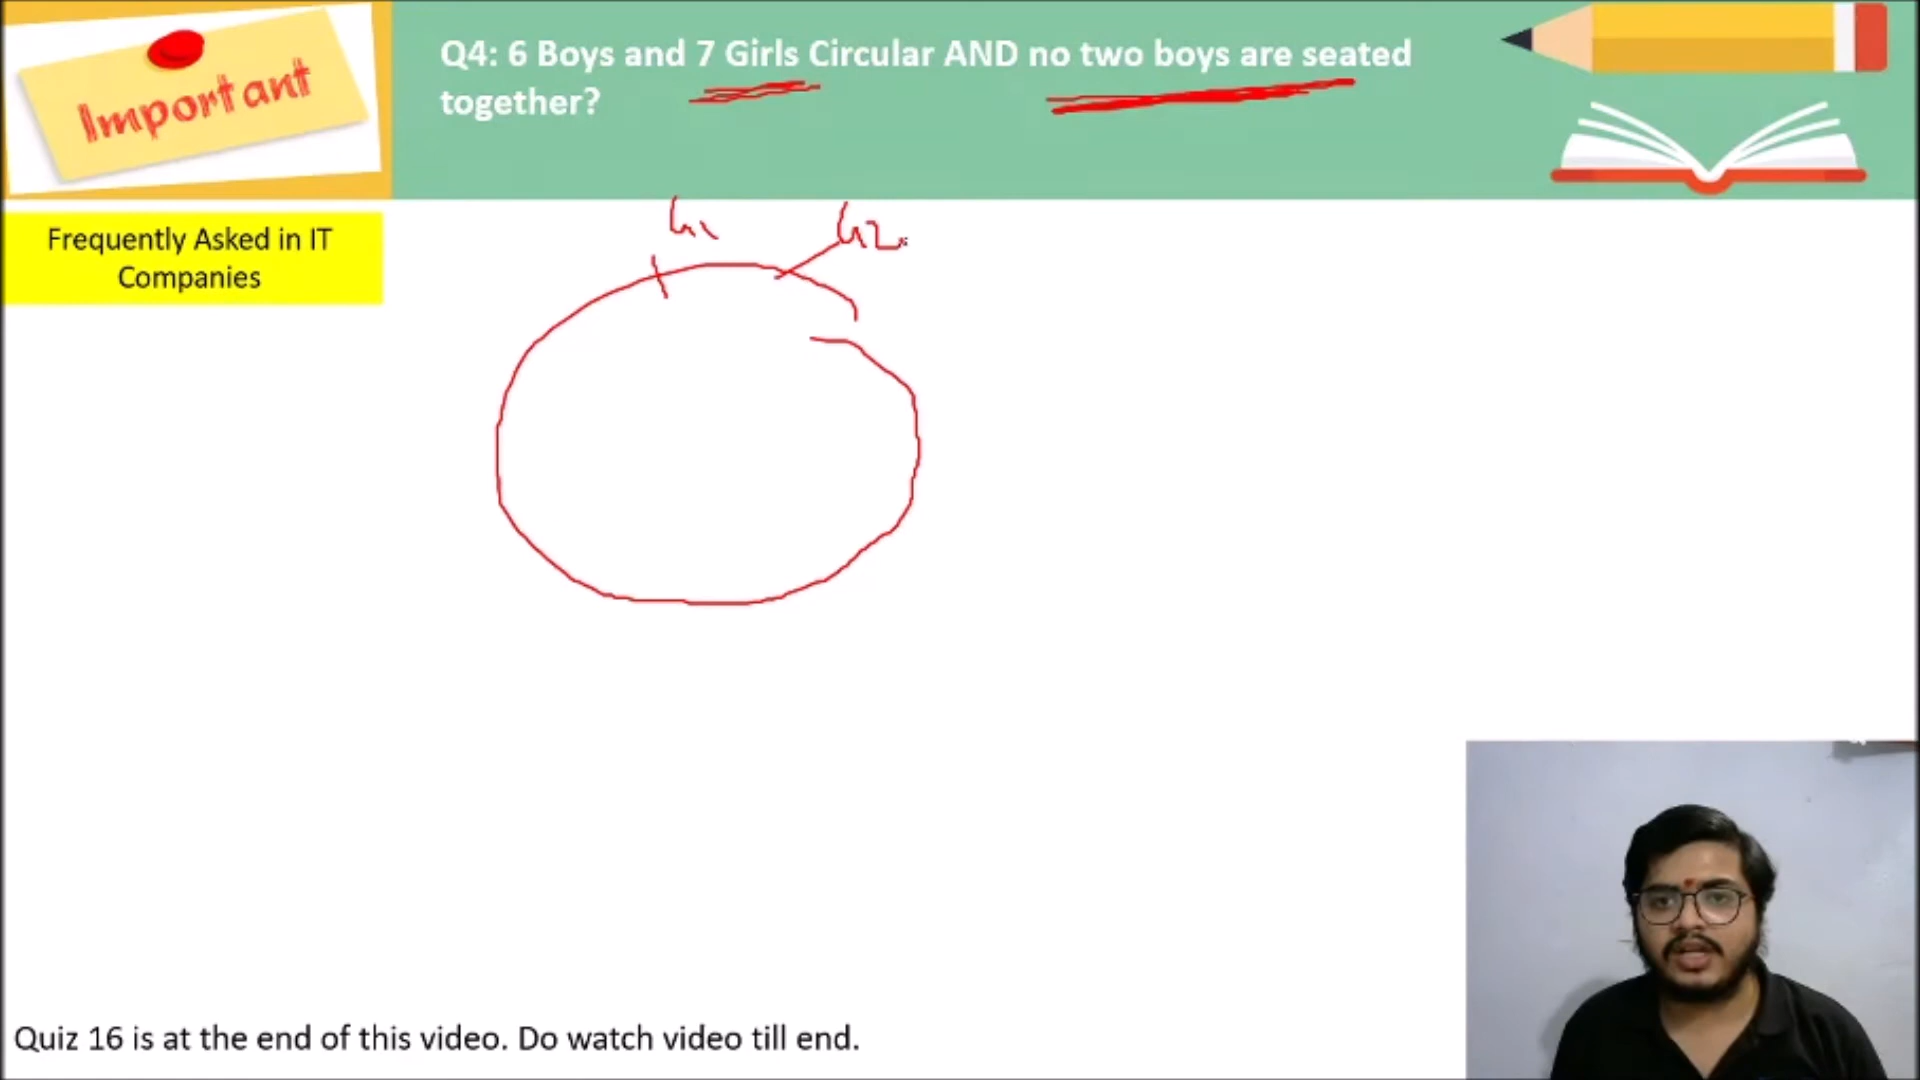 Important
Q4: 6 Boys and 7 Girls Circular AND no two boys are seated
together?
Frequently Asked in IT
Companies
G2
Quiz 16 is at the end of this video. Do watch video till end.